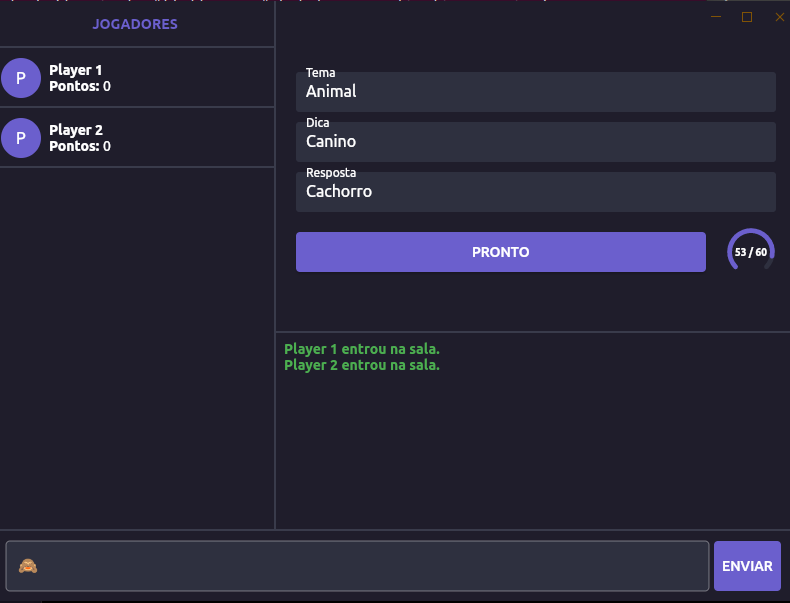 JOGADORES
P
Player 1
Pontos: 0
P
Player 2
Pontos: 0
Tema
Animal
Dica
Canino
Resposta
Cachorro
PRONTO
53 / 60
Player 1 entrou na sala.
Player 2 entrou na sala.
🙈
ENVIAR